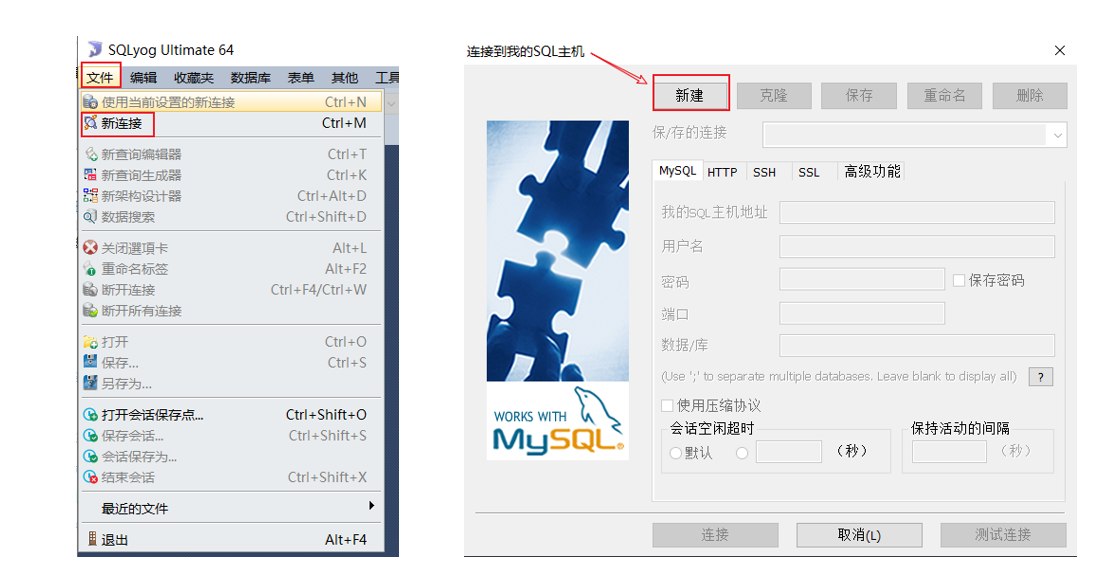 SQLyog Ultimate 64
文件 编辑 收藏夹 数据库 表单 其他 工具
使用当前设置的新连接 Ctrl+N
新连接 Ctrl+M
新查询编辑器 Ctrl+T
新查询生成器 Ctrl+K
新架构设计器 Ctrl+Alt+D
数据搜索 Ctrl+Shift+D
关闭選項卡 Alt+L
重命名标签 Alt+F2
断开连接 Ctrl+F4/Ctrl+W
断开所有连接
打开 Ctrl+O
保存... Ctrl+S
另存为...
打开会话保存点... Ctrl+Shift+O
保存会话... Ctrl+Shift+S
会话保存为...
结束会话 Ctrl+Shift+X
最近的文件
退出 Alt+F4
连接到我的SQL主机
新建 克隆 保存 重命名 删除
保/存的连接
MySQL HTTP SSH SSL 高级功能
我的SQL主机地址
用户名
密码 保存密码
端口
数据/库
(Use ';' to separate multiple databases. Leave blank to display all) ?
使用压缩协议
会话空闲超时 保持活动的间隔
默认 （秒） （秒）
WORKS WITH
MySQL
连接 取消(L) 测试连接